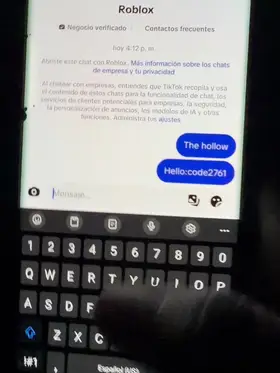 Roblox
Negocio verificado | Contactos frecuentes
hoy 4:12 p. m.
este chat con Roblox. Más información sobre los chats
de empresa y tu privacidad
Al chatear con empresas, entiendes que TikTok recopila y usa
el contenido de estos chats para la funcionalidad de chat, los
servicios de clientes potenciales para empresas, la seguridad,
la personalización de anuncios, los modelos de IA y otras
funciones. Administra tus ajustes
The hollow
Hello:code2761
Mensaje...
1 2 3 4 5 6 7 8 9 0
Q W E R T Y U I O P
A S D F
Z X C
!#1 , Español (US)